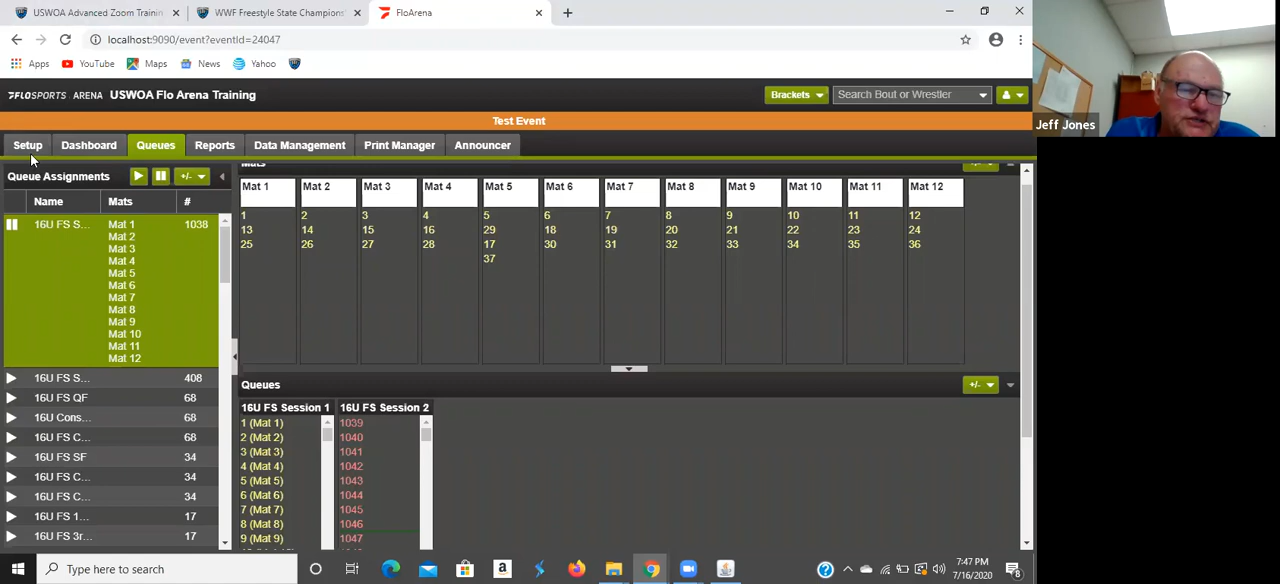 USWOA Advanced Zoom Trainin
WWF Freestyle State Champions
FloArena
localhost:9090/event?eventId=24047
Apps
YouTube
Maps
News
Yahoo
FLOSPORTS ARENA
USWOA Flo Arena Training
Brackets
Search Bout or Wrestler
Jeff Jones
Test Event
Setup
Dashboard
Queues
Reports
Data Management
Print Manager
Announcer
Queue Assignments
+/-
Name Mats #
16U FS S... Mat 1 1038
Mat 2
Mat 3
Mat 4
Mat 5
Mat 6
Mat 7
Mat 8
Mat 9
Mat 10
Mat 11
Mat 12
16U FS S... 408
16U FS QF 68
16U Cons... 68
16U FS C... 68
16U FS SF 34
16U FS C... 34
16U FS C... 34
16U FS 1... 17
16U FS 3r... 17
Mats
Mat 1 Mat 2 Mat 3 Mat 4 Mat 5 Mat 6 Mat 7 Mat 8 Mat 9 Mat 10 Mat 11 Mat 12
1 2 3 4 5 6 7 8 9 10 11 12
13 14 15 16 29 18 19 20 21 22 23 24
25 26 27 28 17 30 31 32 33 34 35 36
37
Queues
+/-
16U FS Session 1 16U FS Session 2
1 (Mat 1) 1039
2 (Mat 2) 1040
3 (Mat 3) 1041
4 (Mat 4) 1042
5 (Mat 5) 1043
6 (Mat 6) 1044
7 (Mat 7) 1045
8 (Mat 8) 1046
9 (Mat 9) 1047
Type here to search
7:47 PM
7/16/2020
8